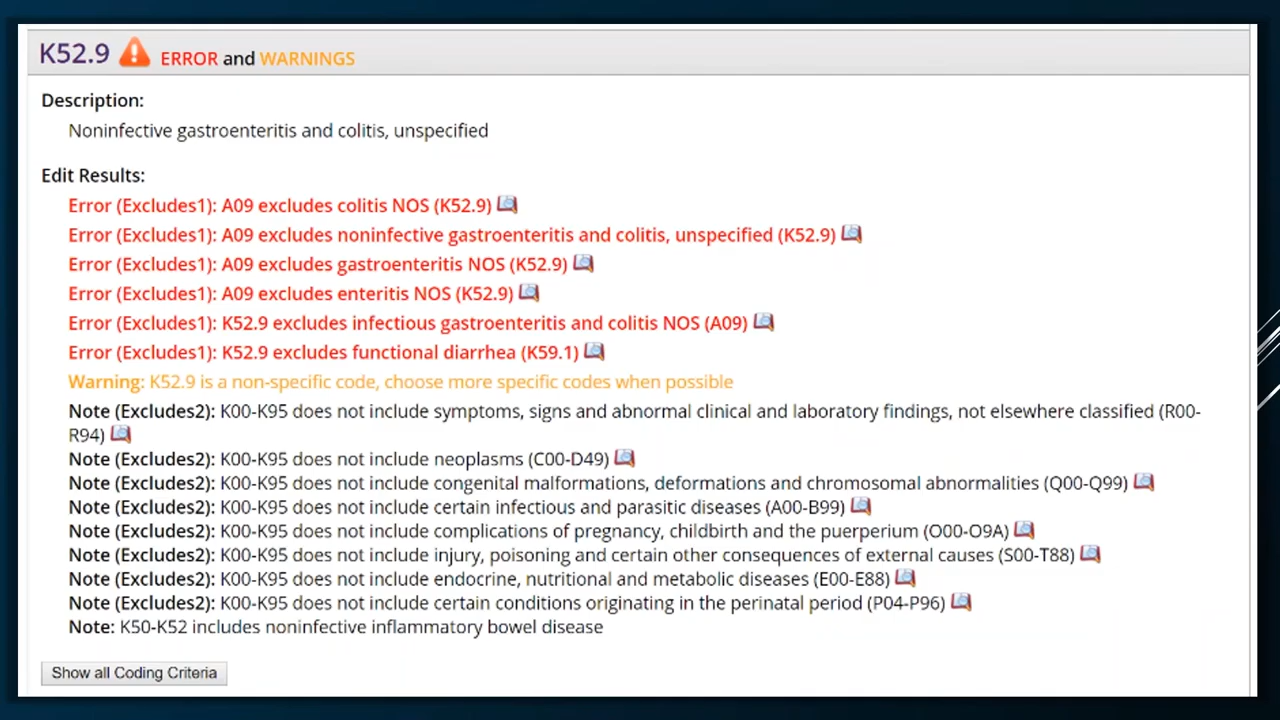 K52.9 ERROR and WARNINGS
Description:
Noninfective gastroenteritis and colitis, unspecified
Edit Results:
Error (Excludes1): A09 excludes colitis NOS (K52.9)
Error (Excludes1): A09 excludes noninfective gastroenteritis and colitis, unspecified (K52.9)
Error (Excludes1): A09 excludes gastroenteritis NOS (K52.9)
Error (Excludes1): A09 excludes enteritis NOS (K52.9)
Error (Excludes1): K52.9 excludes infectious gastroenteritis and colitis NOS (A09)
Error (Excludes1): K52.9 excludes functional diarrhea (K59.1)
Warning: K52.9 is a non-specific code, choose more specific codes when possible
Note (Excludes2): K00-K95 does not include symptoms, signs and abnormal clinical and laboratory findings, not elsewhere classified (R00-
R94)
Note (Excludes2): K00-K95 does not include neoplasms (C00-D49)
Note (Excludes2): K00-K95 does not include congenital malformations, deformations and chromosomal abnormalities (Q00-Q99)
Note (Excludes2): K00-K95 does not include certain infectious and parasitic diseases (A00-B99)
Note (Excludes2): K00-K95 does not include complications of pregnancy, childbirth and the puerperium (O00-O9A)
Note (Excludes2): K00-K95 does not include injury, poisoning and certain other consequences of external causes (S00-T88)
Note (Excludes2): K00-K95 does not include endocrine, nutritional and metabolic diseases (E00-E88)
Note (Excludes2): K00-K95 does not include certain conditions originating in the perinatal period (P04-P96)
Note: K50-K52 includes noninfective inflammatory bowel disease
Show all Coding Criteria